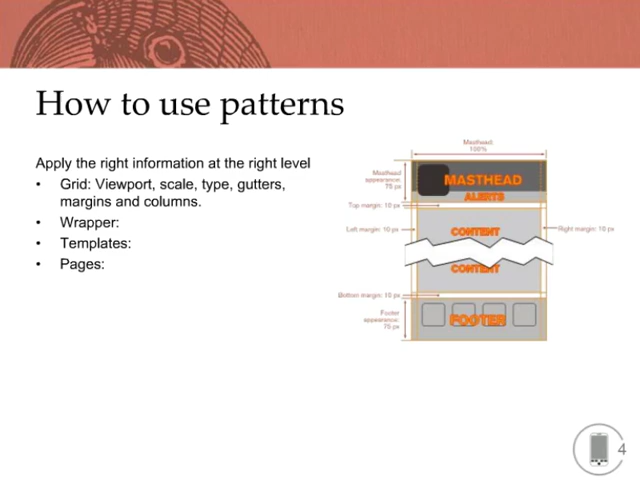 How to use patterns
Apply the right information at the right level
• Grid: Viewport, scale, type, gutters,
margins and columns.
• Wrapper:
• Templates:
• Pages:
Masthead:
100%
Masthead
appearance:
75 px
MASTHEAD
ALERTS
Top margin: 10 px
Left margin: 10 px
CONTENT
Right margin: 10 px
CONTENT
Bottom margin: 10 px
Footer
appearance:
75 px
FOOTER
4